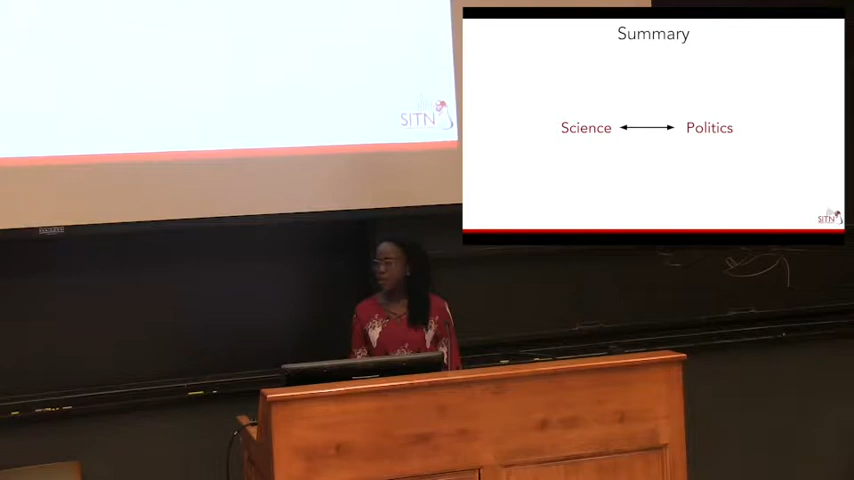 SITN
Summary
Science
Politics
SITN